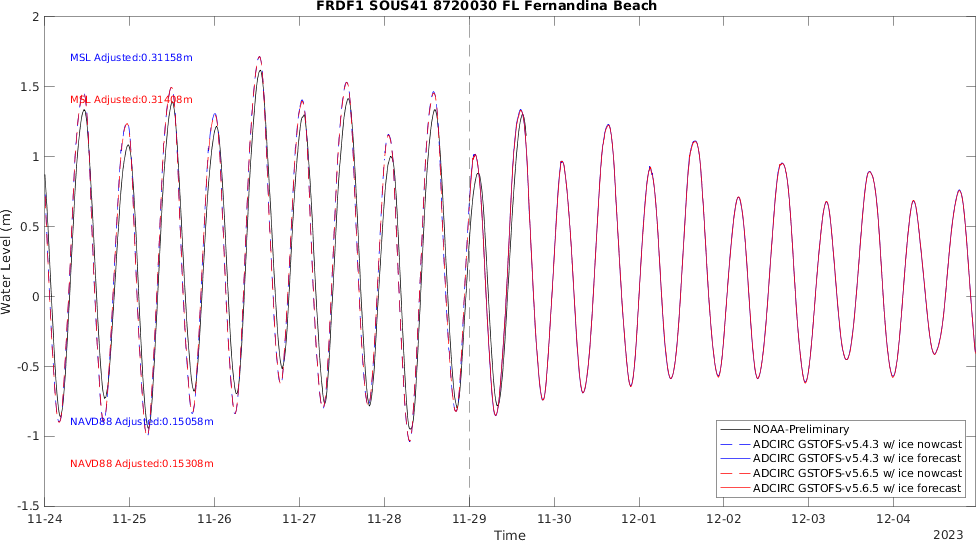 FRDF1 SOUS41 8720030 FL Fernandina Beach
2
1.5
1
0.5
0
-0.5
-1
-1.5
Water Level (m)
MSL Adjusted:0.31158m
MSL Adjusted:0.31408m
NAVD88 Adjusted:0.15058m
NAVD88 Adjusted:0.15308m
NOAA-Preliminary
ADCIRC GSTOFS-v5.4.3 w/ ice nowcast
ADCIRC GSTOFS-v5.4.3 w/ ice forecast
ADCIRC GSTOFS-v5.6.5 w/ ice nowcast
ADCIRC GSTOFS-v5.6.5 w/ ice forecast
11-24 11-25 11-26 11-27 11-28 11-29 11-30 12-01 12-02 12-03 12-04
Time
2023